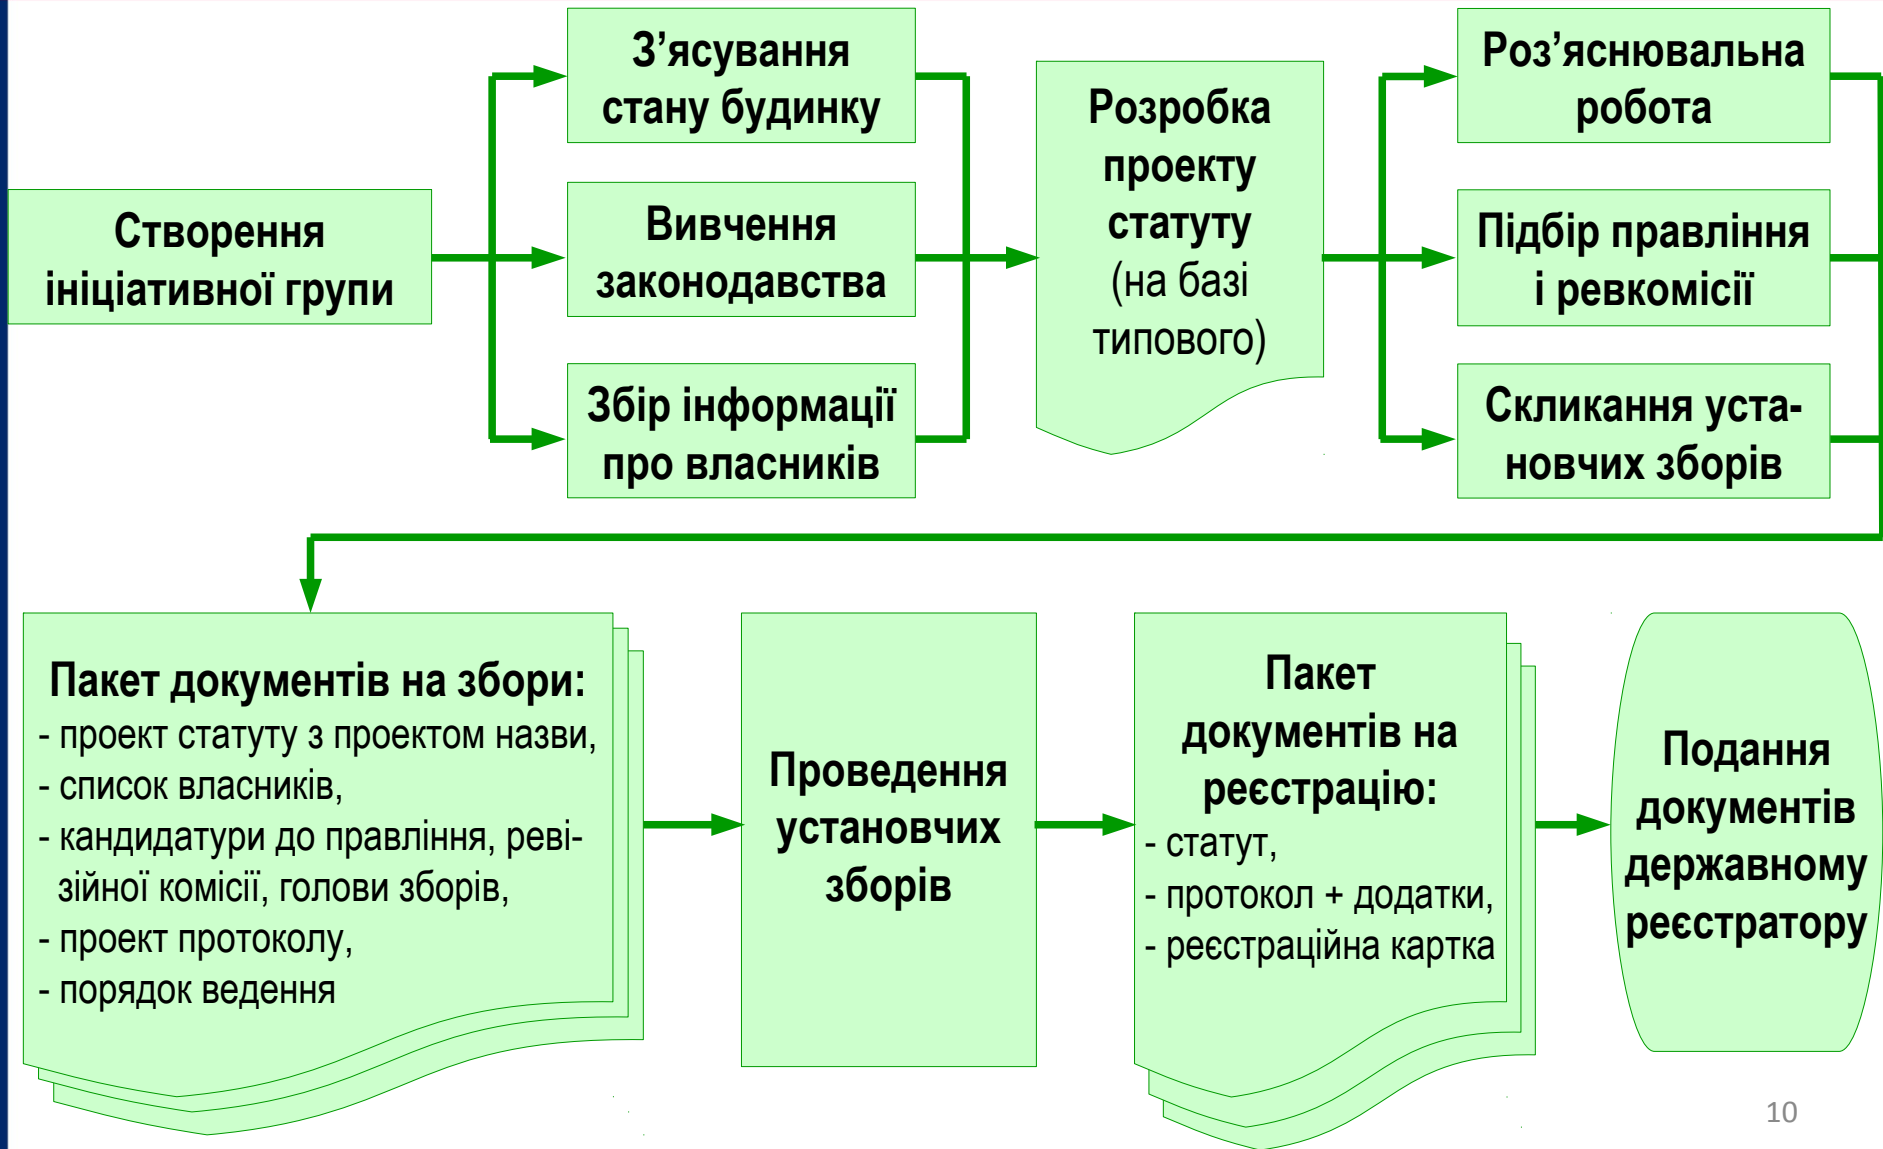 Створення
ініціативної групи
З’ясування
стану будинку
Вивчення
законодавства
Збір інформації
про власників
Розробка
проекту
статуту
(на базі
типового)
Роз’яснювальна
робота
Підбір правління
і ревкомісії
Скликання уста-
новчих зборів
Пакет документів на збори:
- проект статуту з проектом назви,
- список власників,
- кандидатури до правління, реві-
зійної комісії, голови зборів,
- проект протоколу,
- порядок ведення
Проведення
установчих
зборів
Пакет
документів на
реєстрацію:
- статут,
- протокол + додатки,
- реєстраційна картка
Подання
документів
державному
реєстратору
10